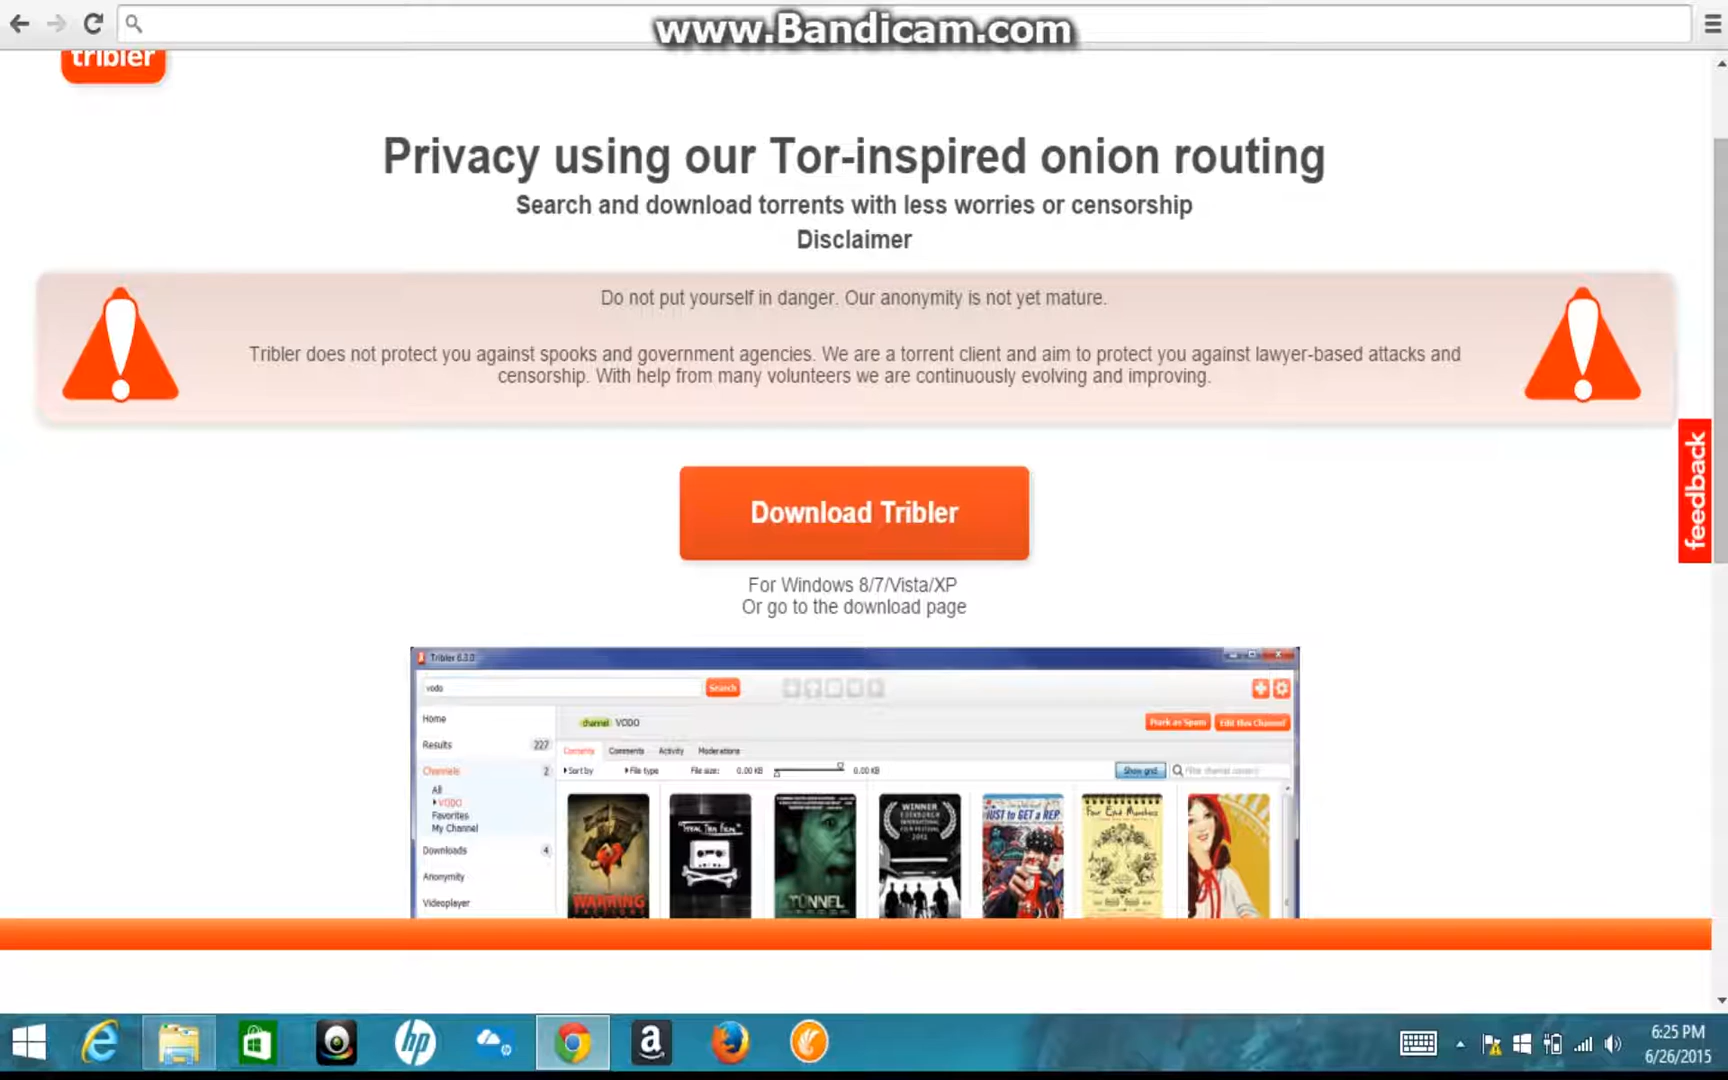 www.Bandicam.com
tribler
Privacy using our Tor-inspired onion routing
Search and download torrents with less worries or censorship
Disclaimer
Do not put yourself in danger. Our anonymity is not yet mature.
Tribler does not protect you against spooks and government agencies. We are a torrent client and aim to protect you against lawyer-based attacks and
censorship. With help from many volunteers we are continuously evolving and improving.
feedback
Download Tribler
For Windows 8/7/Vista/XP
Or go to the download page
Tribler 6.3.0
vodo
Search
Home
channel VODO
Mark as Spam
Edit this Channel
Results 227
Contents Comments Activity Moderations
Channels 2
Sort by File type File size: 0.00 KB 0.00 KB
Show grid
Filter channel content
All
VODO
Favorites
My Channel
Downloads 4
Anonymity
Videoplayer
STEAL THIS FILM
TUNNEL
WINNER
EDINBURGH
INTERNATIONAL
FILM FESTIVAL
JUST to GET a REP.
Four Eyed Monsters
hp
a
6:25 PM
6/26/2015